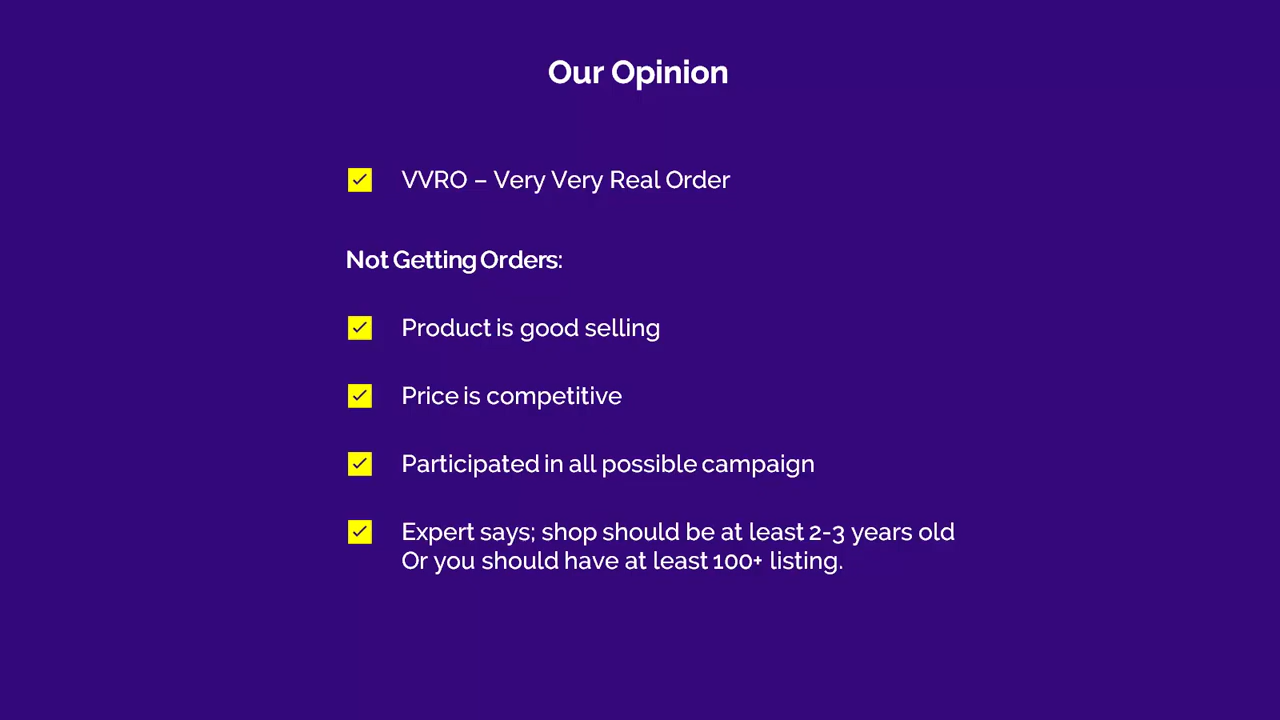 Our Opinion
VVRO – Very Very Real Order
Not Getting Orders:
Product is good selling
Price is competitive
Participated in all possible campaign
Expert says; shop should be at least 2-3 years old
Or you should have at least 100+ listing.